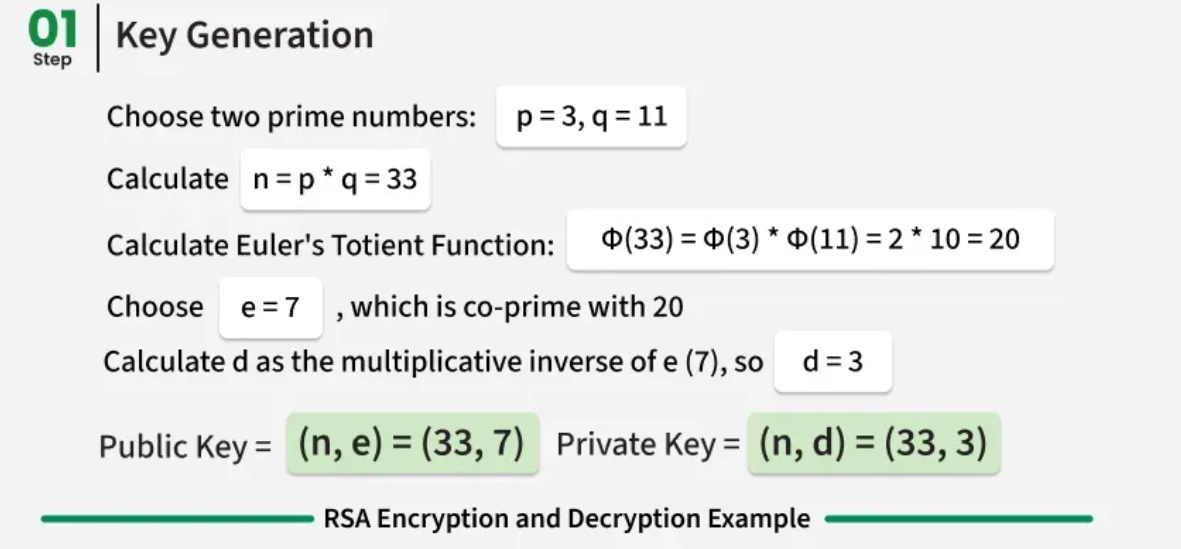 01 Step | Key Generation
Choose two prime numbers: p = 3, q = 11
Calculate n = p * q = 33
Calculate Euler's Totient Function: Φ(33) = Φ(3) * Φ(11) = 2 * 10 = 20
Choose e = 7 , which is co-prime with 20
Calculate d as the multiplicative inverse of e (7), so d = 3
Public Key = (n, e) = (33, 7) Private Key = (n, d) = (33, 3)
RSA Encryption and Decryption Example